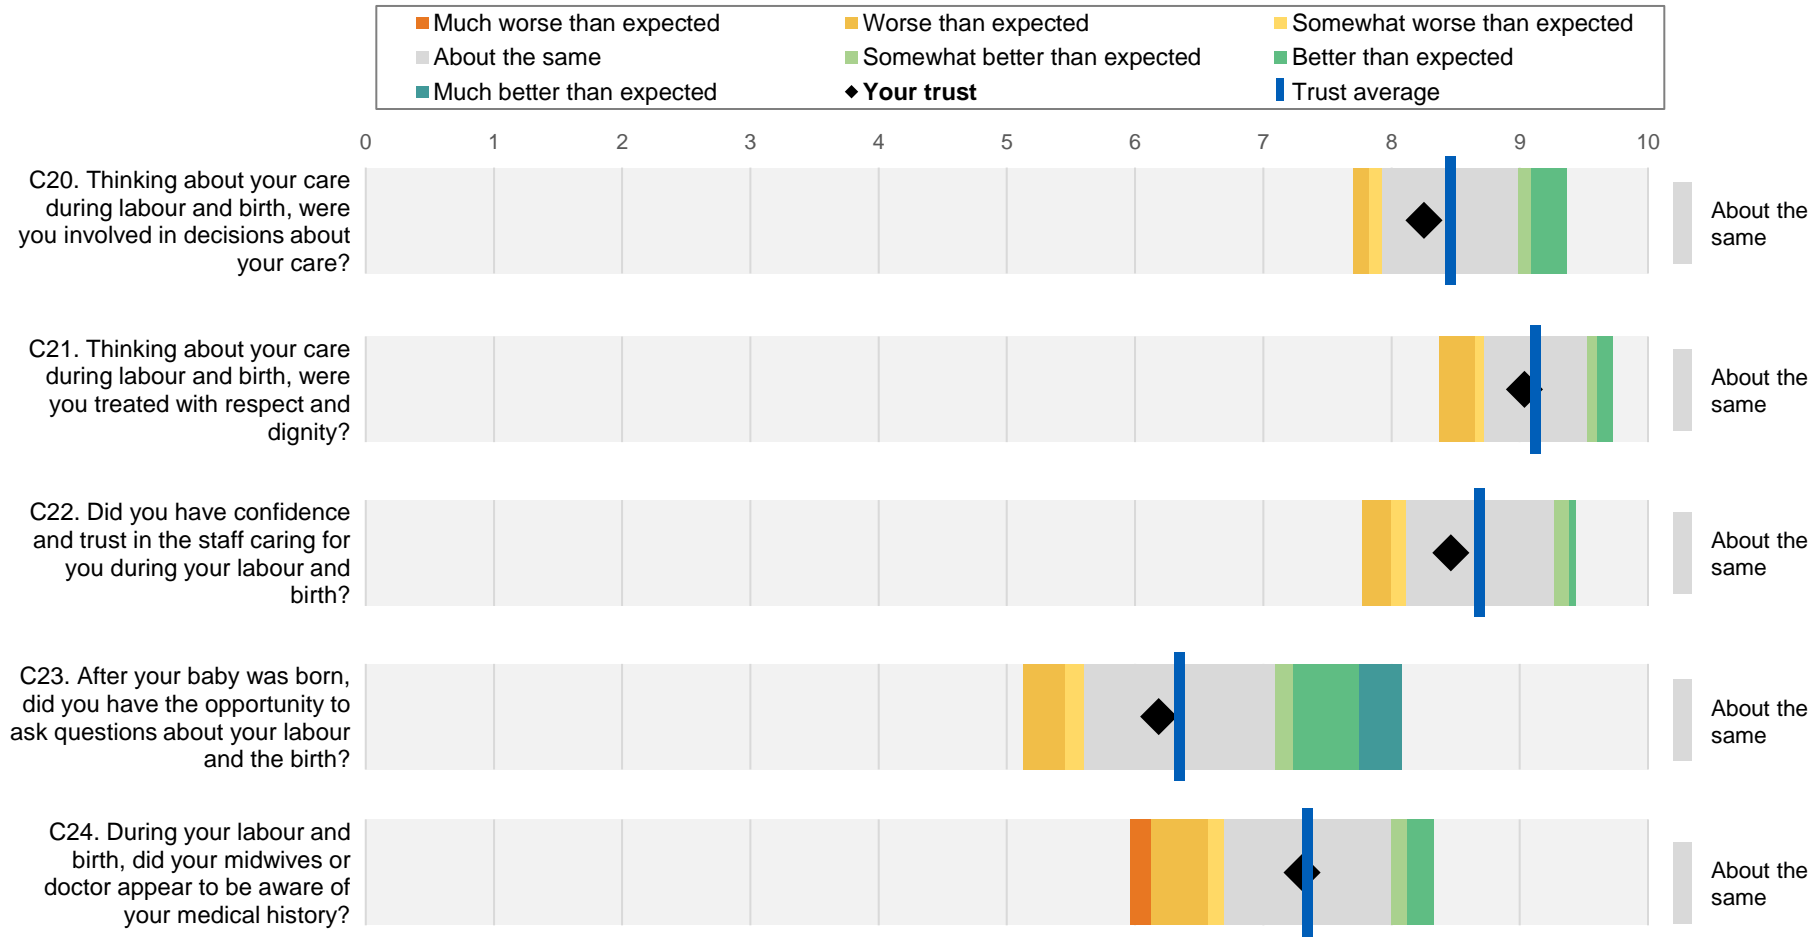 Much worse than expected
Worse than expected
Somewhat worse than expected
About the same
Somewhat better than expected
Better than expected
Much better than expected
Your trust
Trust average
0 1 2 3 4 5 6 7 8 9 10
C20. Thinking about your care
during labour and birth, were
you involved in decisions about
your care?
About the
same
C21. Thinking about your care
during labour and birth, were
you treated with respect and
dignity?
About the
same
C22. Did you have confidence
and trust in the staff caring for
you during your labour and
birth?
About the
same
C23. After your baby was born,
did you have the opportunity to
ask questions about your labour
and the birth?
About the
same
C24. During your labour and
birth, did your midwives or
doctor appear to be aware of
your medical history?
About the
same